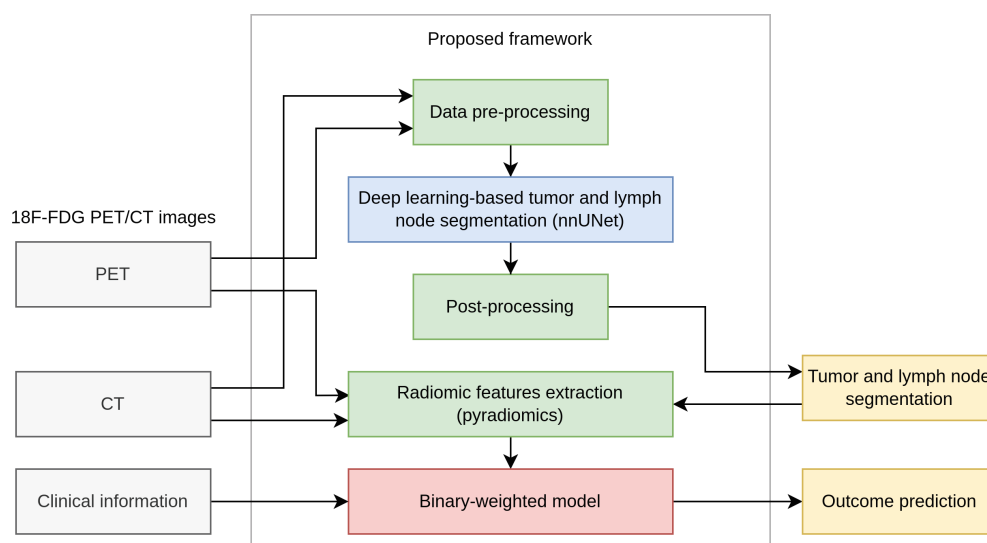 Proposed framework
Data pre-processing
Deep learning-based tumor and lymph
node segmentation (nnUNet)
18F-FDG PET/CT images
PET
Post-processing
CT
Radiomic features extraction
(pyradiomics)
Tumor and lymph node
segmentation
Clinical information
Binary-weighted model
Outcome prediction